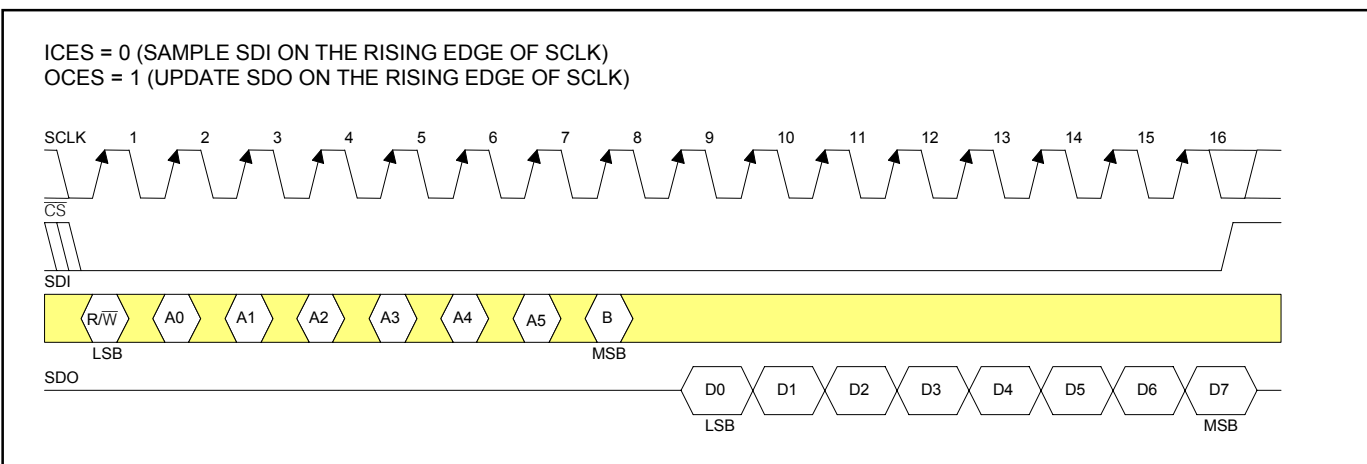 ICES = 0 (SAMPLE SDI ON THE RISING EDGE OF SCLK)
OCES = 1 (UPDATE SDO ON THE RISING EDGE OF SCLK)
SCLK 1 2 3 4 5 6 7 8 9 10 11 12 13 14 15 16
C̅S̅
SDI
R/W̅ A0 A1 A2 A3 A4 A5 B
LSB MSB
SDO
D0 D1 D2 D3 D4 D5 D6 D7
LSB MSB